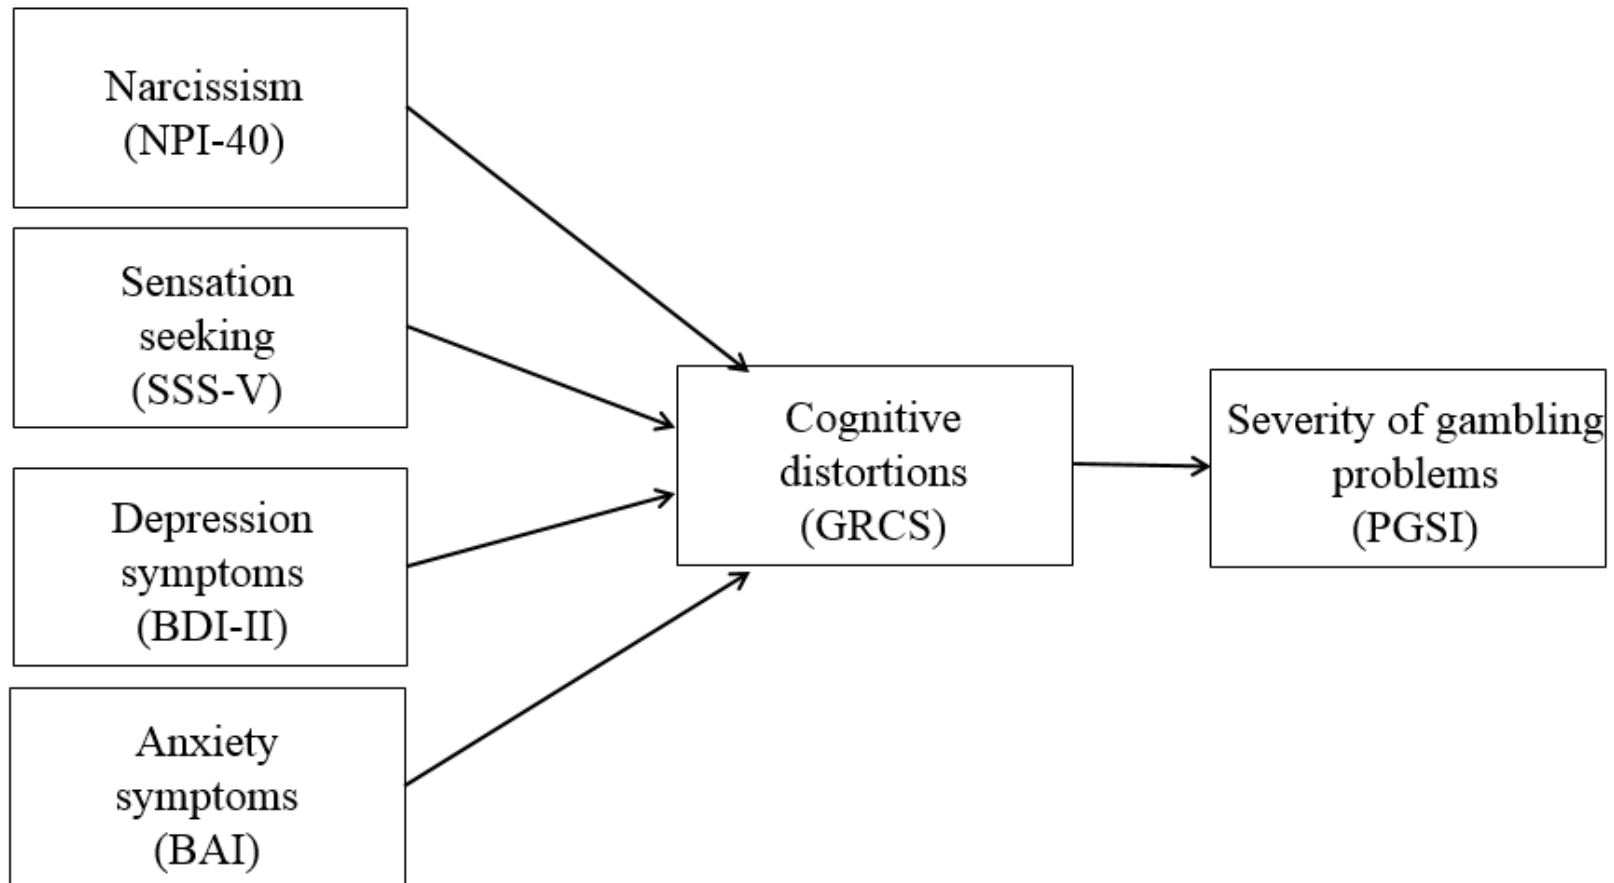 Narcissism
(NPI-40)
Sensation
seeking
(SSS-V)
Depression
symptoms
(BDI-II)
Anxiety
symptoms
(BAI)
Cognitive
distortions
(GRCS)
Severity of gambling
problems
(PGSI)